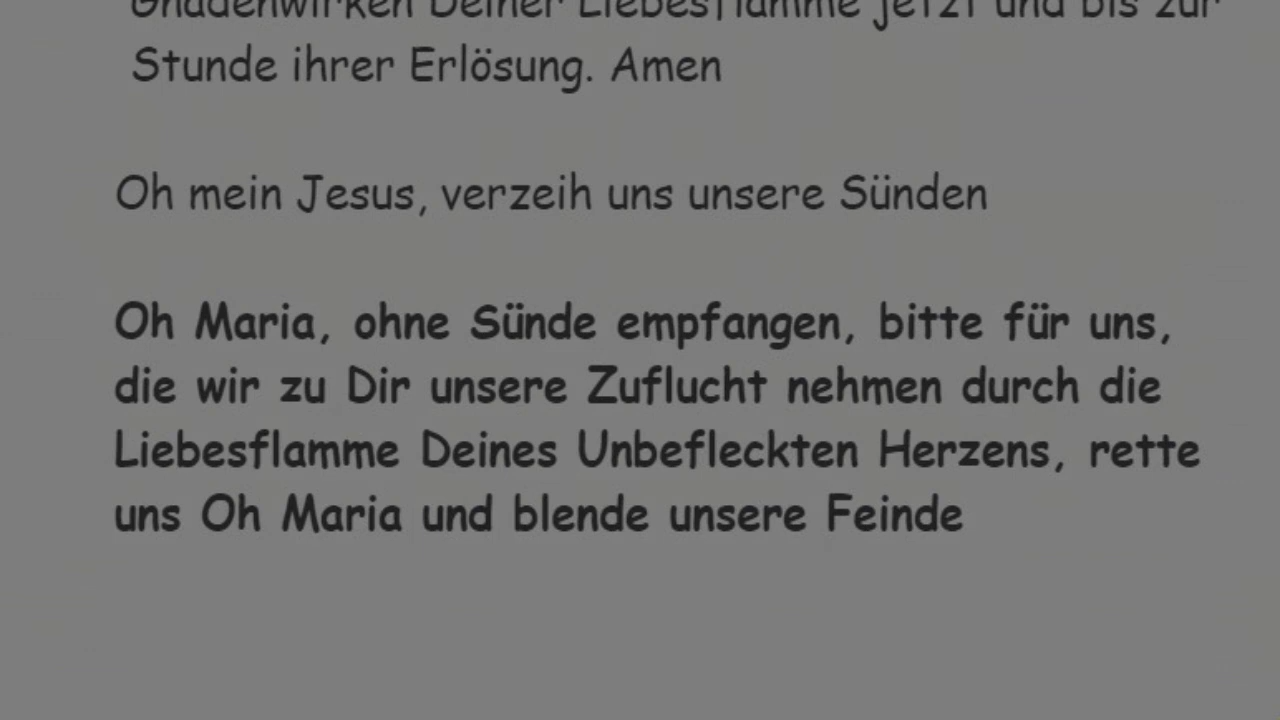 Gnadenwirken Deiner Liebesflamme jetzt und bis zur
Stunde ihrer Erlösung. Amen
Oh mein Jesus, verzeih uns unsere Sünden
Oh Maria, ohne Sünde empfangen, bitte für uns,
die wir zu Dir unsere Zuflucht nehmen durch die
Liebesflamme Deines Unbefleckten Herzens, rette
uns Oh Maria und blende unsere Feinde